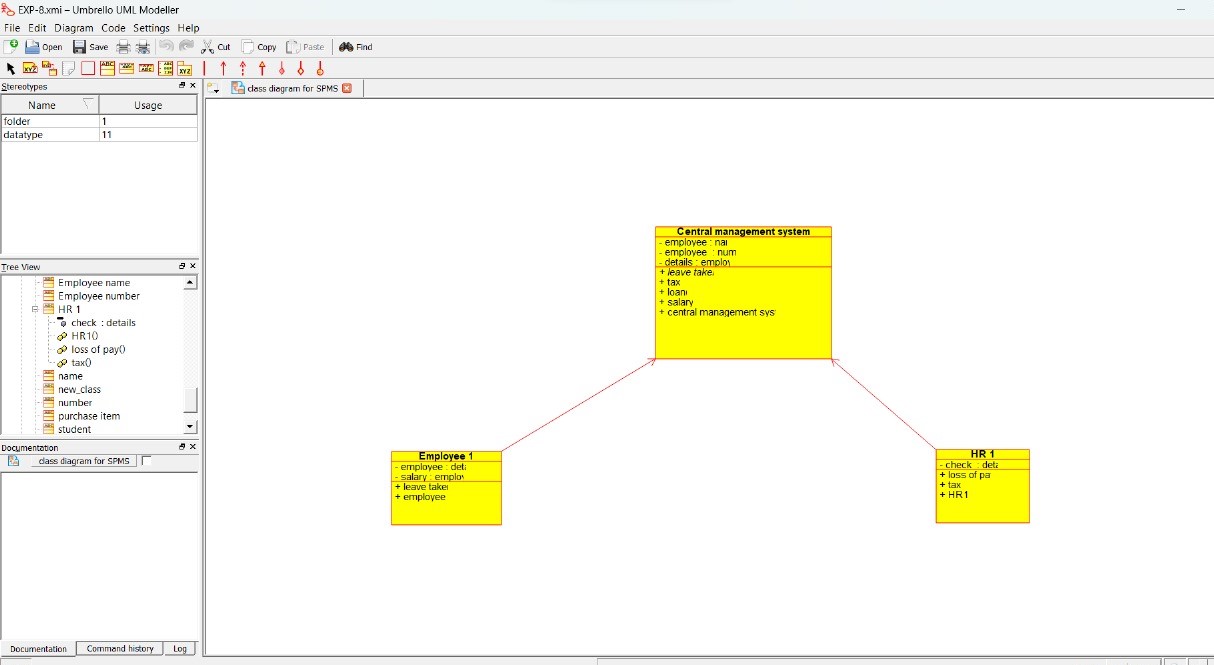 EXP-8.xmi – Umbrello UML Modeller
File Edit Diagram Code Settings Help
Open Save Cut Copy Paste Find
Stereotypes
class diagram for SPMS
Name Usage
folder 1
datatype 11
Tree View
Employee name
Employee number
HR 1
check : details
HR1()
loss of pay()
tax()
name
new_class
number
purchase item
student
Documentation
class diagram for SPMS
Documentation Command history Log
Central management system
- employee : nai
- employee : num
- details : employ
+ leave taker
+ tax
+ loan
+ salary
+ central management sys
Employee 1
- employee : deta
- salary : employ
+ leave taker
+ employee
HR 1
- check : deta
+ loss of pa
+ tax
+ HR1